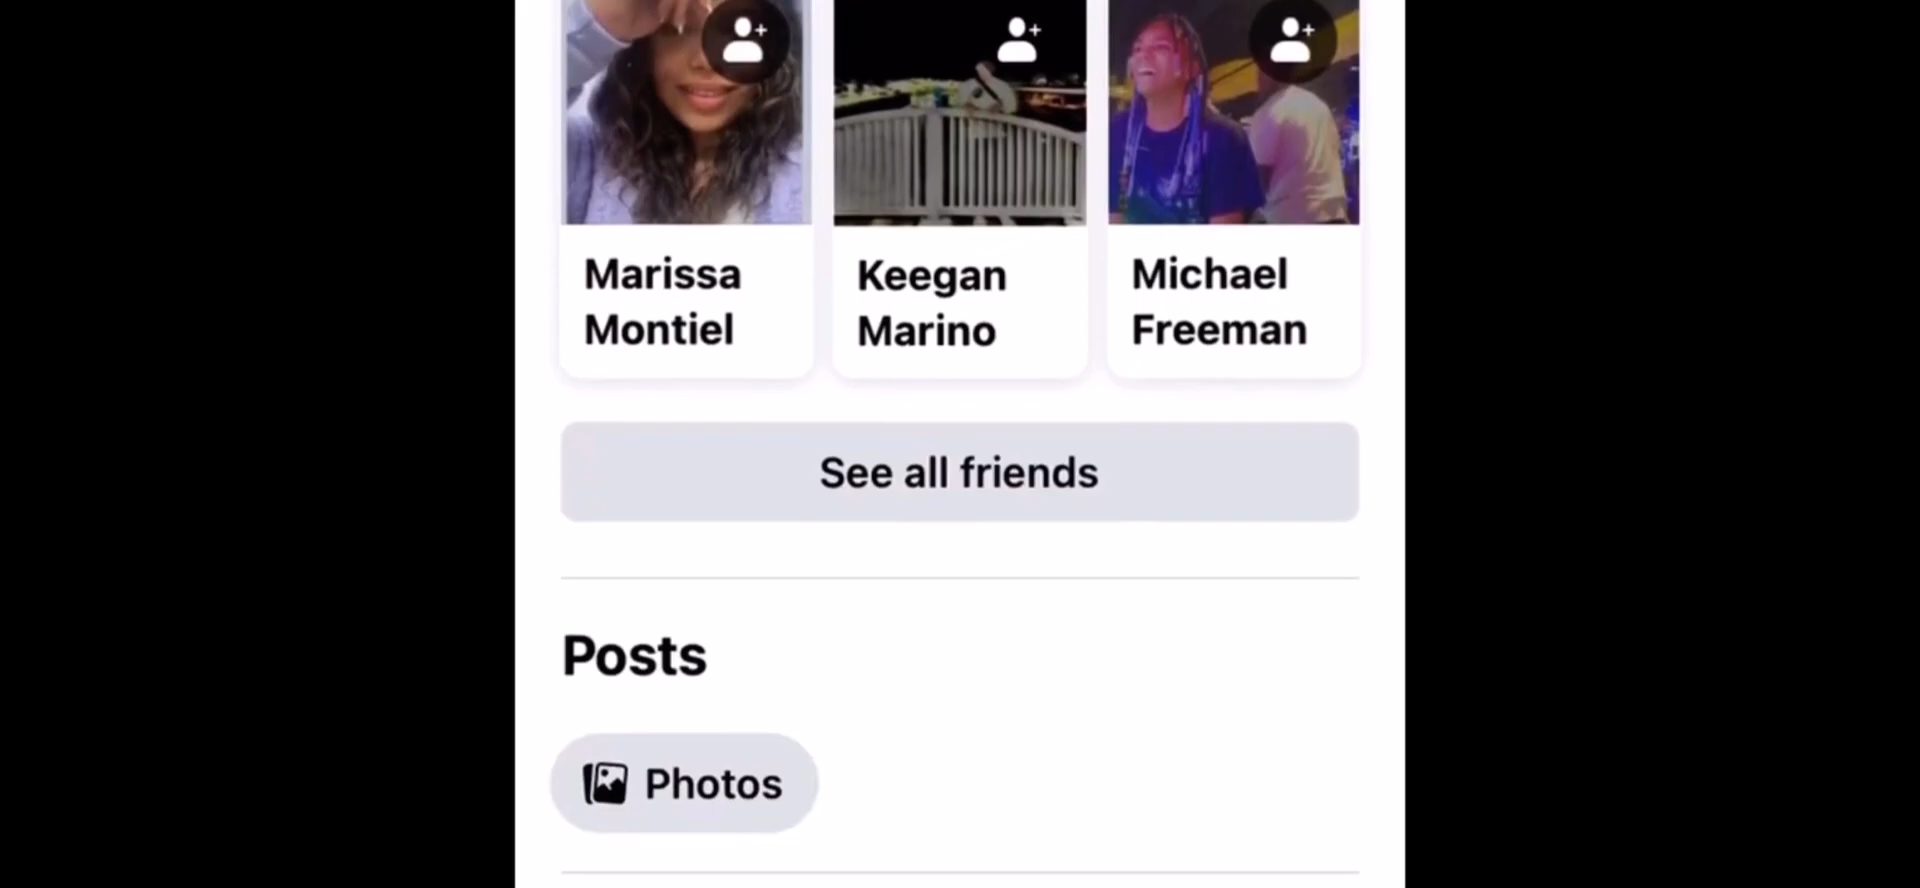 Marissa
Montiel
Keegan
Marino
Michael
Freeman
See all friends
Posts
Photos